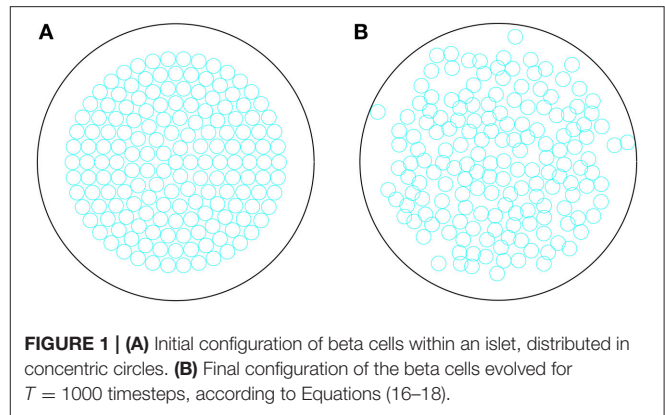 A
B
FIGURE 1 | (A) Initial configuration of beta cells within an islet, distributed in
concentric circles. (B) Final configuration of the beta cells evolved for
T = 1000 timesteps, according to Equations (16–18).